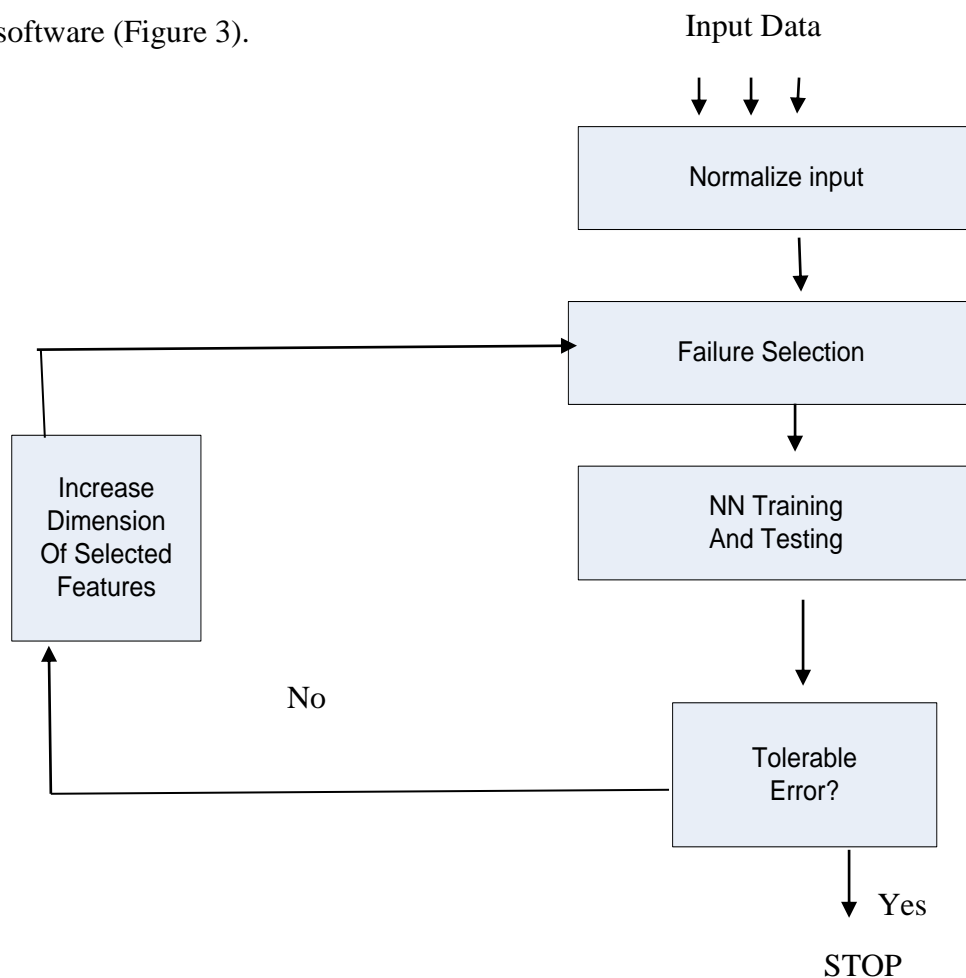 software (Figure 3).
Input Data
Normalize input
Failure Selection
Increase
Dimension
Of Selected
Features
NN Training
And Testing
No
Tolerable
Error?
Yes
STOP